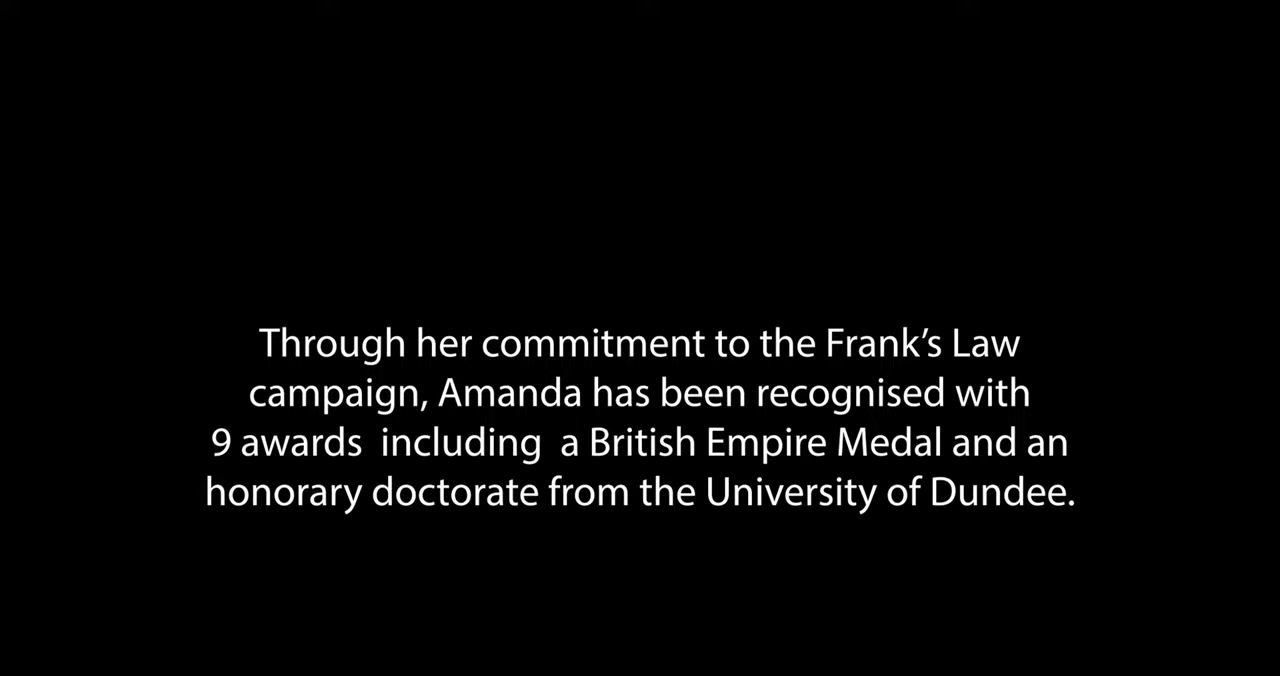 Through her commitment to the Frank’s Law
campaign, Amanda has been recognised with
9 awards  including  a British Empire Medal and an
honorary doctorate from the University of Dundee.